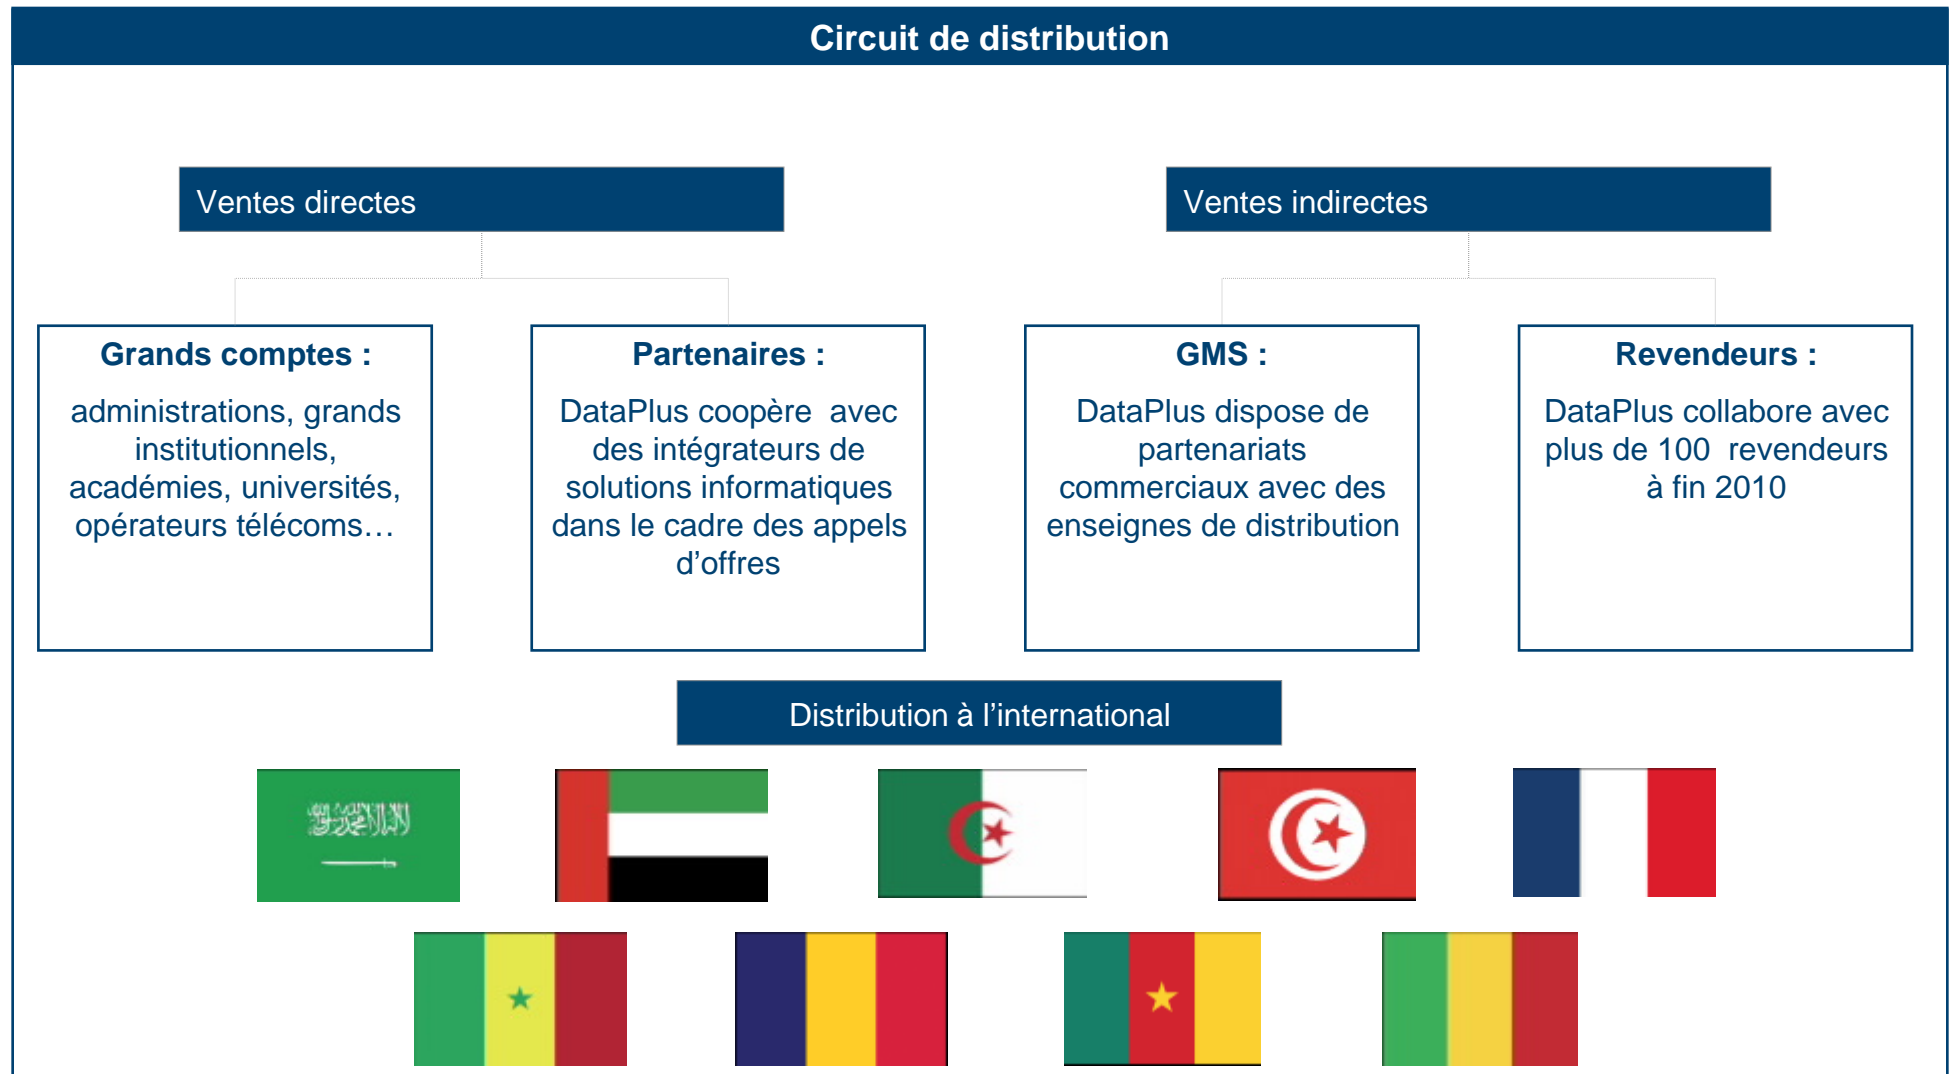 Circuit de distribution
Ventes directes
Ventes indirectes
Grands comptes :
administrations, grands
institutionnels,
académies, universités,
opérateurs télécoms…
Partenaires :
DataPlus coopère  avec
des intégrateurs de
solutions informatiques
dans le cadre des appels
d’offres
GMS :
DataPlus dispose de
partenariats
commerciaux avec des
enseignes de distribution
Revendeurs :
DataPlus collabore avec
plus de 100  revendeurs
à fin 2010
Distribution à l’international